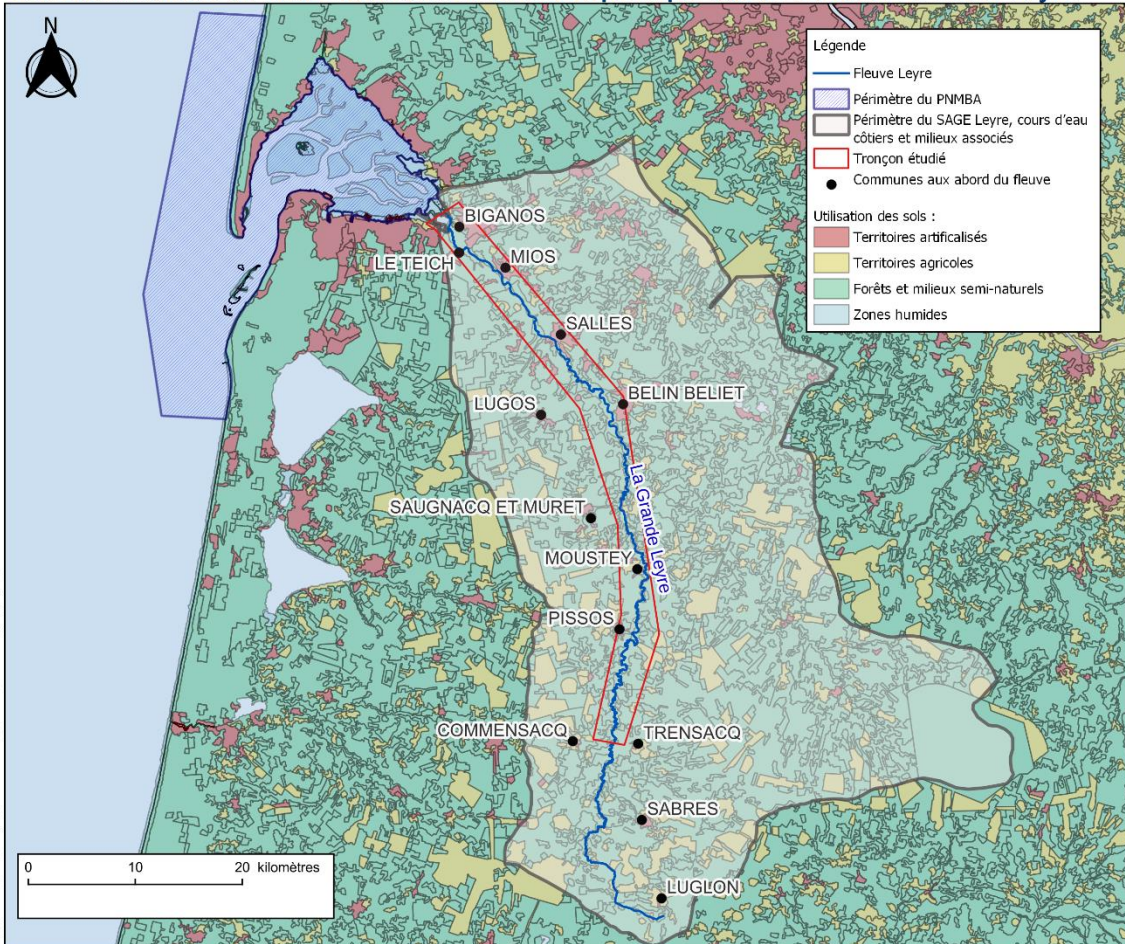 N
Légende
Fleuve Leyre
Périmètre du PNMBA
Périmètre du SAGE Leyre, cours d'eau
côtiers et milieux associés
Tronçon étudié
Communes aux abord du fleuve
Utilisation des sols :
Territoires artificalisés
Territoires agricoles
Forêts et milieux semi-naturels
Zones humides
BIGANOS
LE TEICH
MIOS
SALLES
BELIN BELIET
LUGOS
La Grande Leyre
SAUGNACQ ET MURET
MOUSTEY
PISSOS
COMMENSACQ
TRENSACQ
SABRES
LUGLON
0 10 20 kilomètres